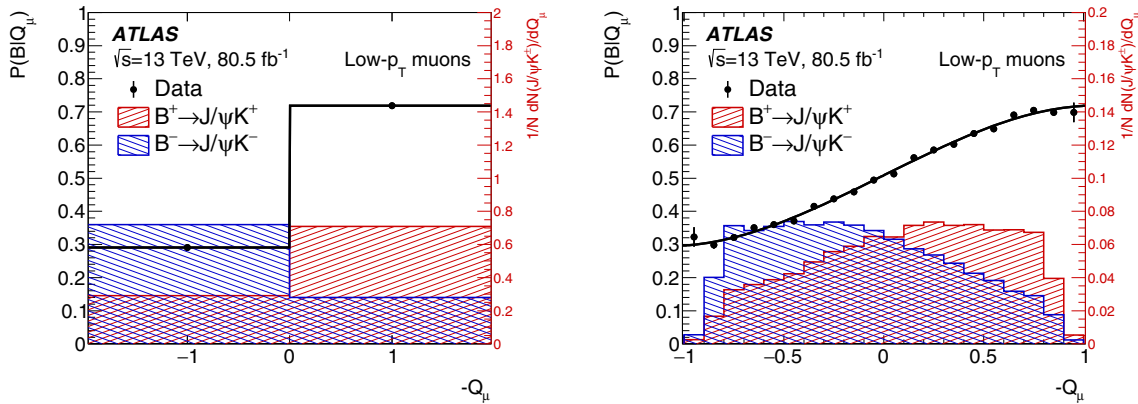 ATLAS
√s=13 TeV, 80.5 fb⁻¹
Low-p_T muons
Data
B⁺→J/ψK⁺
B⁻→J/ψK⁻
P(B|Q_μ)
1/N dN(J/ψK^±)/dQ_μ
1
0.9
0.8
0.7
0.6
0.5
0.4
0.3
0.2
0.1
0
2
1.8
1.6
1.4
1.2
1
0.8
0.6
0.4
0.2
0
−1 0 1
-Q_μ
ATLAS
√s=13 TeV, 80.5 fb⁻¹
Low-p_T muons
Data
B⁺→J/ψK⁺
B⁻→J/ψK⁻
P(B|Q_μ)
1/N dN(J/ψK^±)/dQ_μ
1
0.9
0.8
0.7
0.6
0.5
0.4
0.3
0.2
0.1
0
0.2
0.18
0.16
0.14
0.12
0.1
0.08
0.06
0.04
0.02
0
−1 −0.5 0 0.5 1
-Q_μ